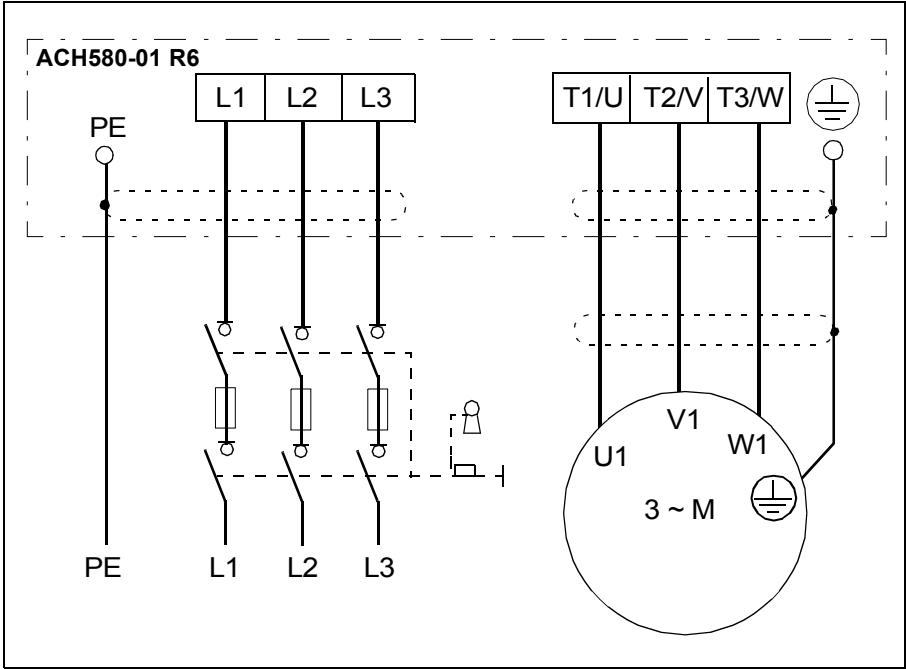 ACH580-01 R6
L1 L2 L3
T1/U T2/V T3/W
PE
V1
U1
W1
3 ~ M
PE L1 L2 L3